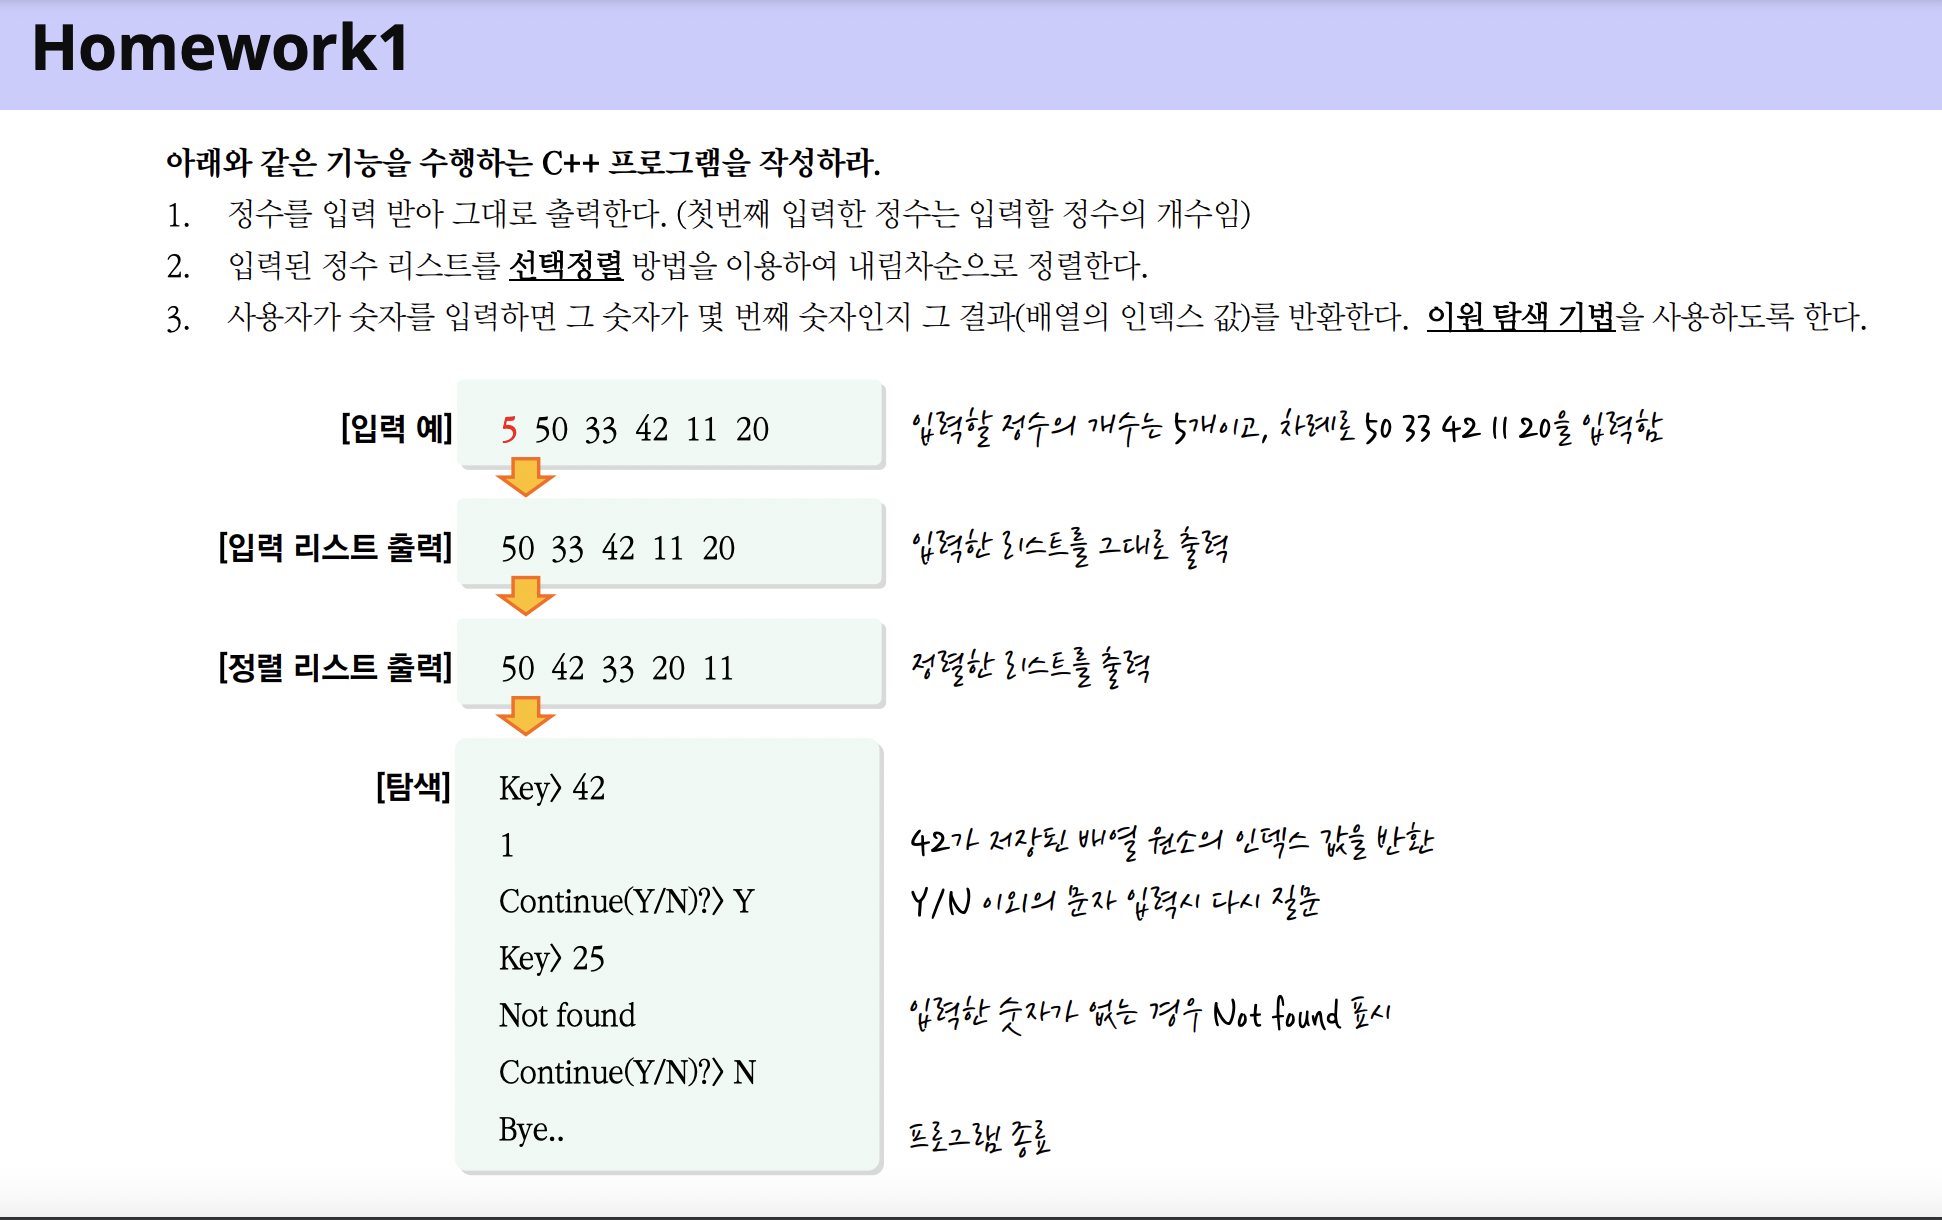 Homework1
아래와 같은 기능을 수행하는 C++ 프로그램을 작성하라.
1. 정수를 입력 받아 그대로 출력한다. (첫번째 입력한 정수는 입력할 정수의 개수임)
2. 입력된 정수 리스트를 선택정렬 방법을 이용하여 내림차순으로 정렬한다.
3. 사용자가 숫자를 입력하면 그 숫자가 몇 번째 숫자인지 그 결과(배열의 인덱스 값)를 반환한다. 이원 탐색 기법을 사용하도록 한다.
[입력 예] 5 50 33 42 11 20 입력할 정수의 개수는 5개이고, 차례로 50 33 42 11 20을 입력함
[입력 리스트 출력] 50 33 42 11 20 입력한 리스트를 그대로 출력
[정렬 리스트 출력] 50 42 33 20 11 정렬한 리스트를 출력
[탐색] Key> 42
1 42가 저장된 배열 원소의 인덱스 값을 반환
Continue(Y/N)?> Y Y/N 이외의 문자 입력시 다시 질문
Key> 25
Not found 입력한 숫자가 없는 경우 Not found 표시
Continue(Y/N)?> N
Bye.. 프로그램 종료